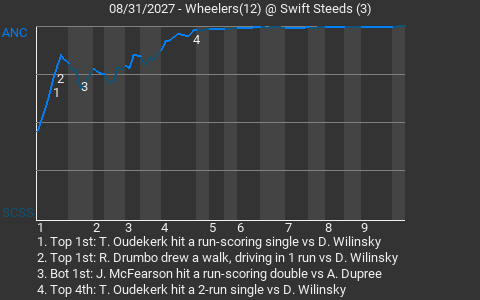 08/31/2027 - Wheelers(12) @ Swift Steeds (3)
ANC
4
2
3
1
SCSS
1 2 3 4 5 6 7 8 9
1. Top 1st: T. Oudekerk hit a run-scoring single vs D. Wilinsky
2. Top 1st: R. Drumbo drew a walk, driving in 1 run vs D. Wilinsky
3. Bot 1st: J. McFearson hit a run-scoring double vs A. Dupree
4. Top 4th: T. Oudekerk hit a 2-run single vs D. Wilinsky